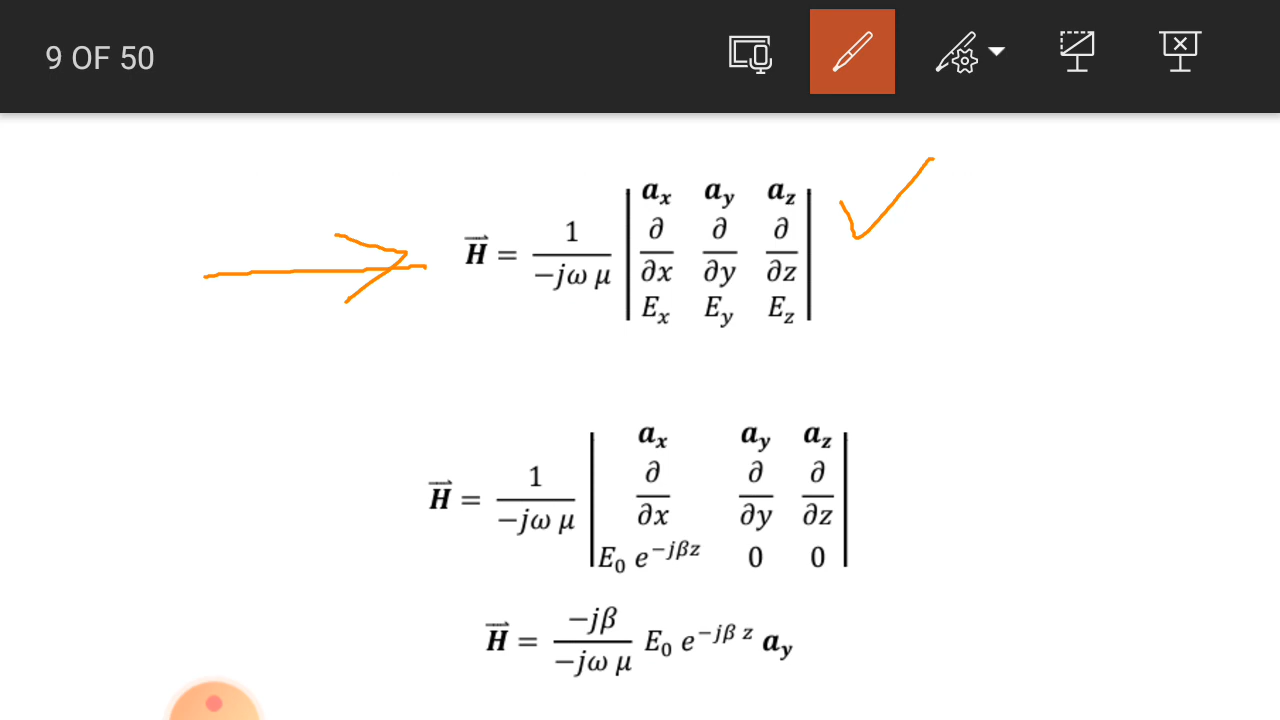 9 OF 50
𝑯⃗ = 1/(−jω μ) | a_x a_y a_z |
| ∂/∂x ∂/∂y ∂/∂z |
| E_x E_y E_z |
𝑯⃗ = 1/(−jω μ) | a_x a_y a_z |
| ∂/∂x ∂/∂y ∂/∂z |
| E_0 e^{−jβz} 0 0 |
𝑯⃗ = −jβ/(−jω μ) E_0 e^{−jβ z} a_y